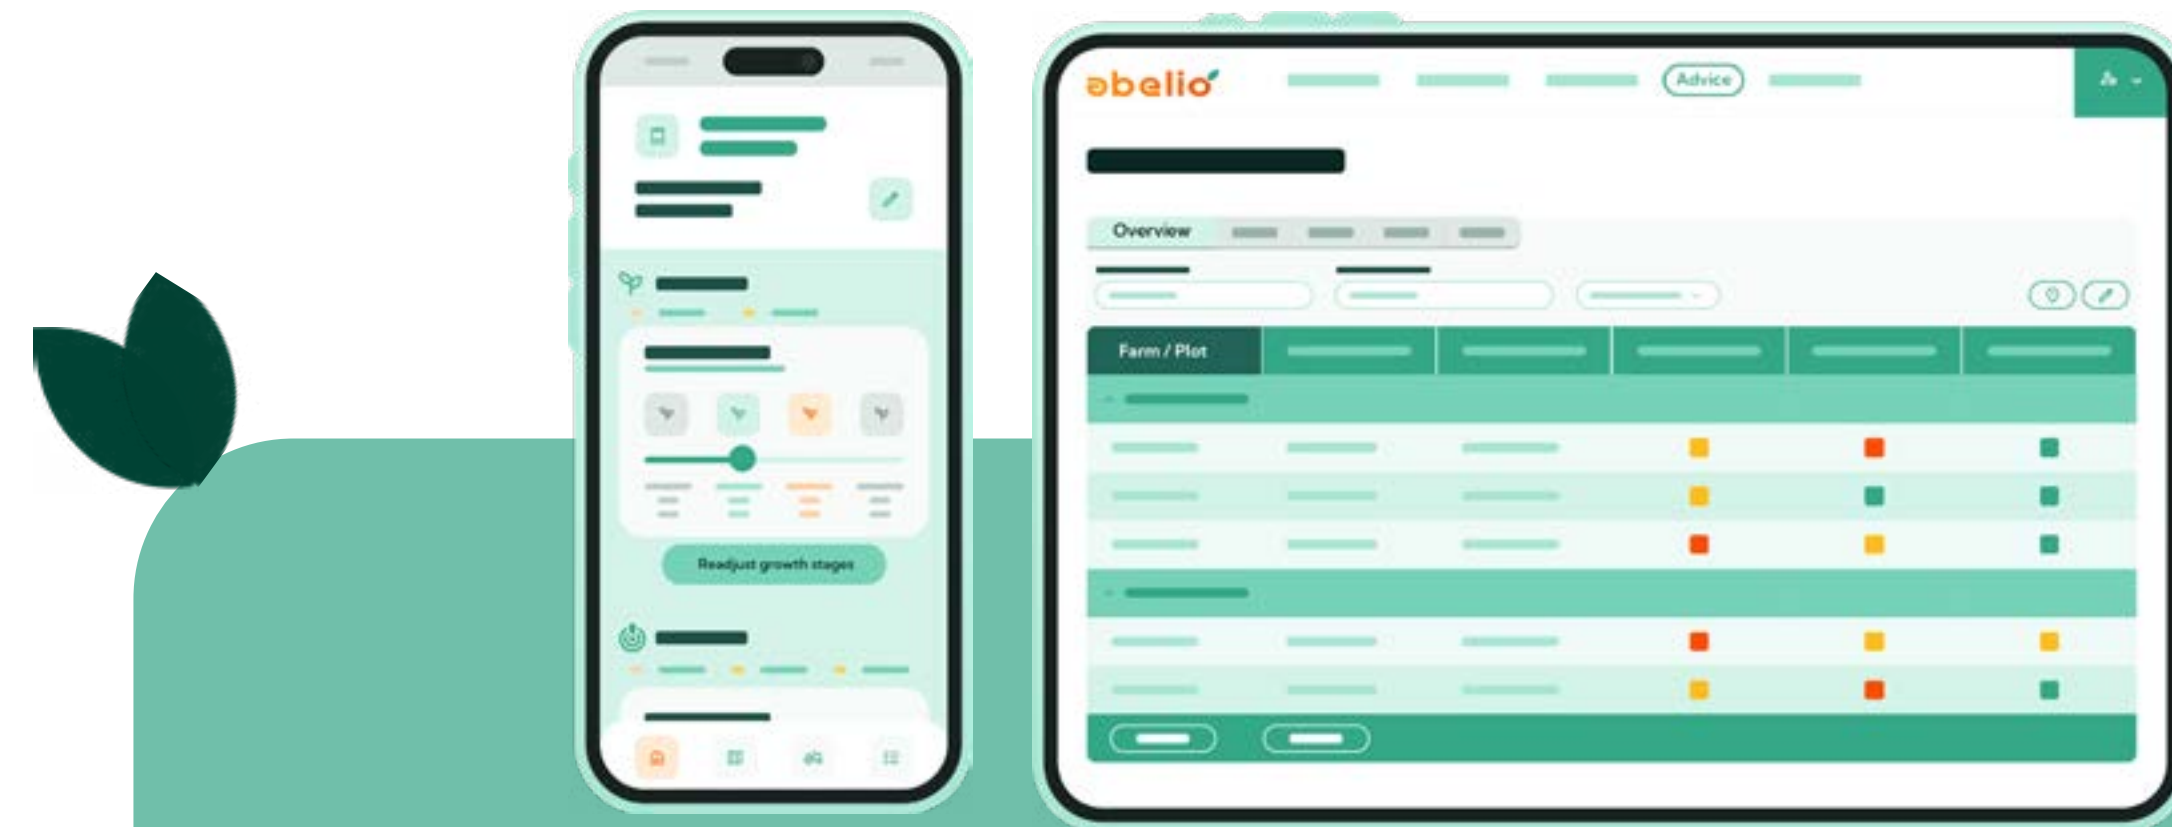 Readjust growth stages
abelio
Advice
Overview
Farm / Plot